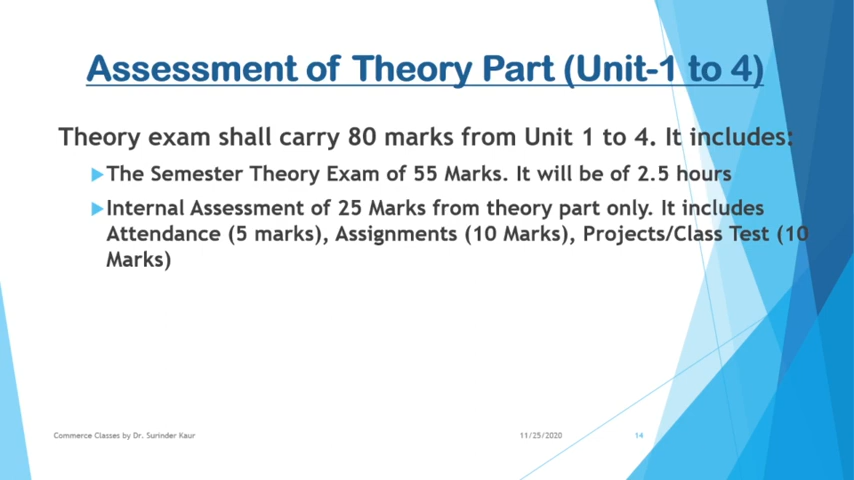 Assessment of Theory Part (Unit-1 to 4)
Theory exam shall carry 80 marks from Unit 1 to 4. It includes:
The Semester Theory Exam of 55 Marks. It will be of 2.5 hours
Internal Assessment of 25 Marks from theory part only. It includes
Attendance (5 marks), Assignments (10 Marks), Projects/Class Test (10
Marks)
Commerce Classes by Dr. Surinder Kaur
11/25/2020
14